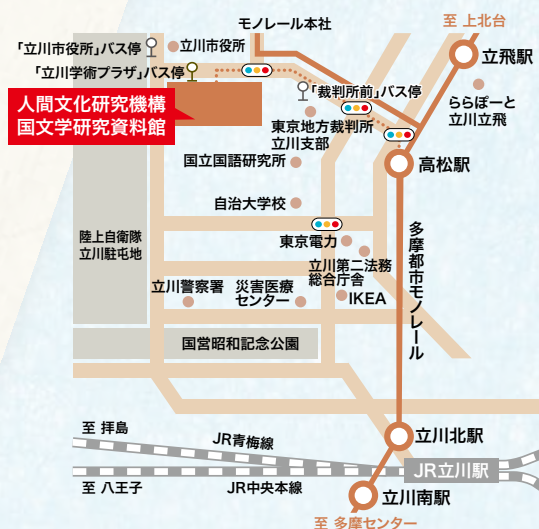 至 上北台
モノレール本社
「立川市役所」バス停
立川市役所
立飛駅
「立川学術プラザ」バス停
「裁判所前」バス停
ららぽーと
立川立飛
人間文化研究機構
国文学研究資料館
東京地方裁判所
立川支部
国立国語研究所
高松駅
自治大学校
多摩都市モノレール
陸上自衛隊
立川駐屯地
東京電力
立川第二法務
総合庁舎
立川警察署
災害医療
センター
IKEA
国営昭和記念公園
至 拝島
JR青梅線
立川北駅
JR立川駅
至 八王子
JR中央本線
立川南駅
至 多摩センター